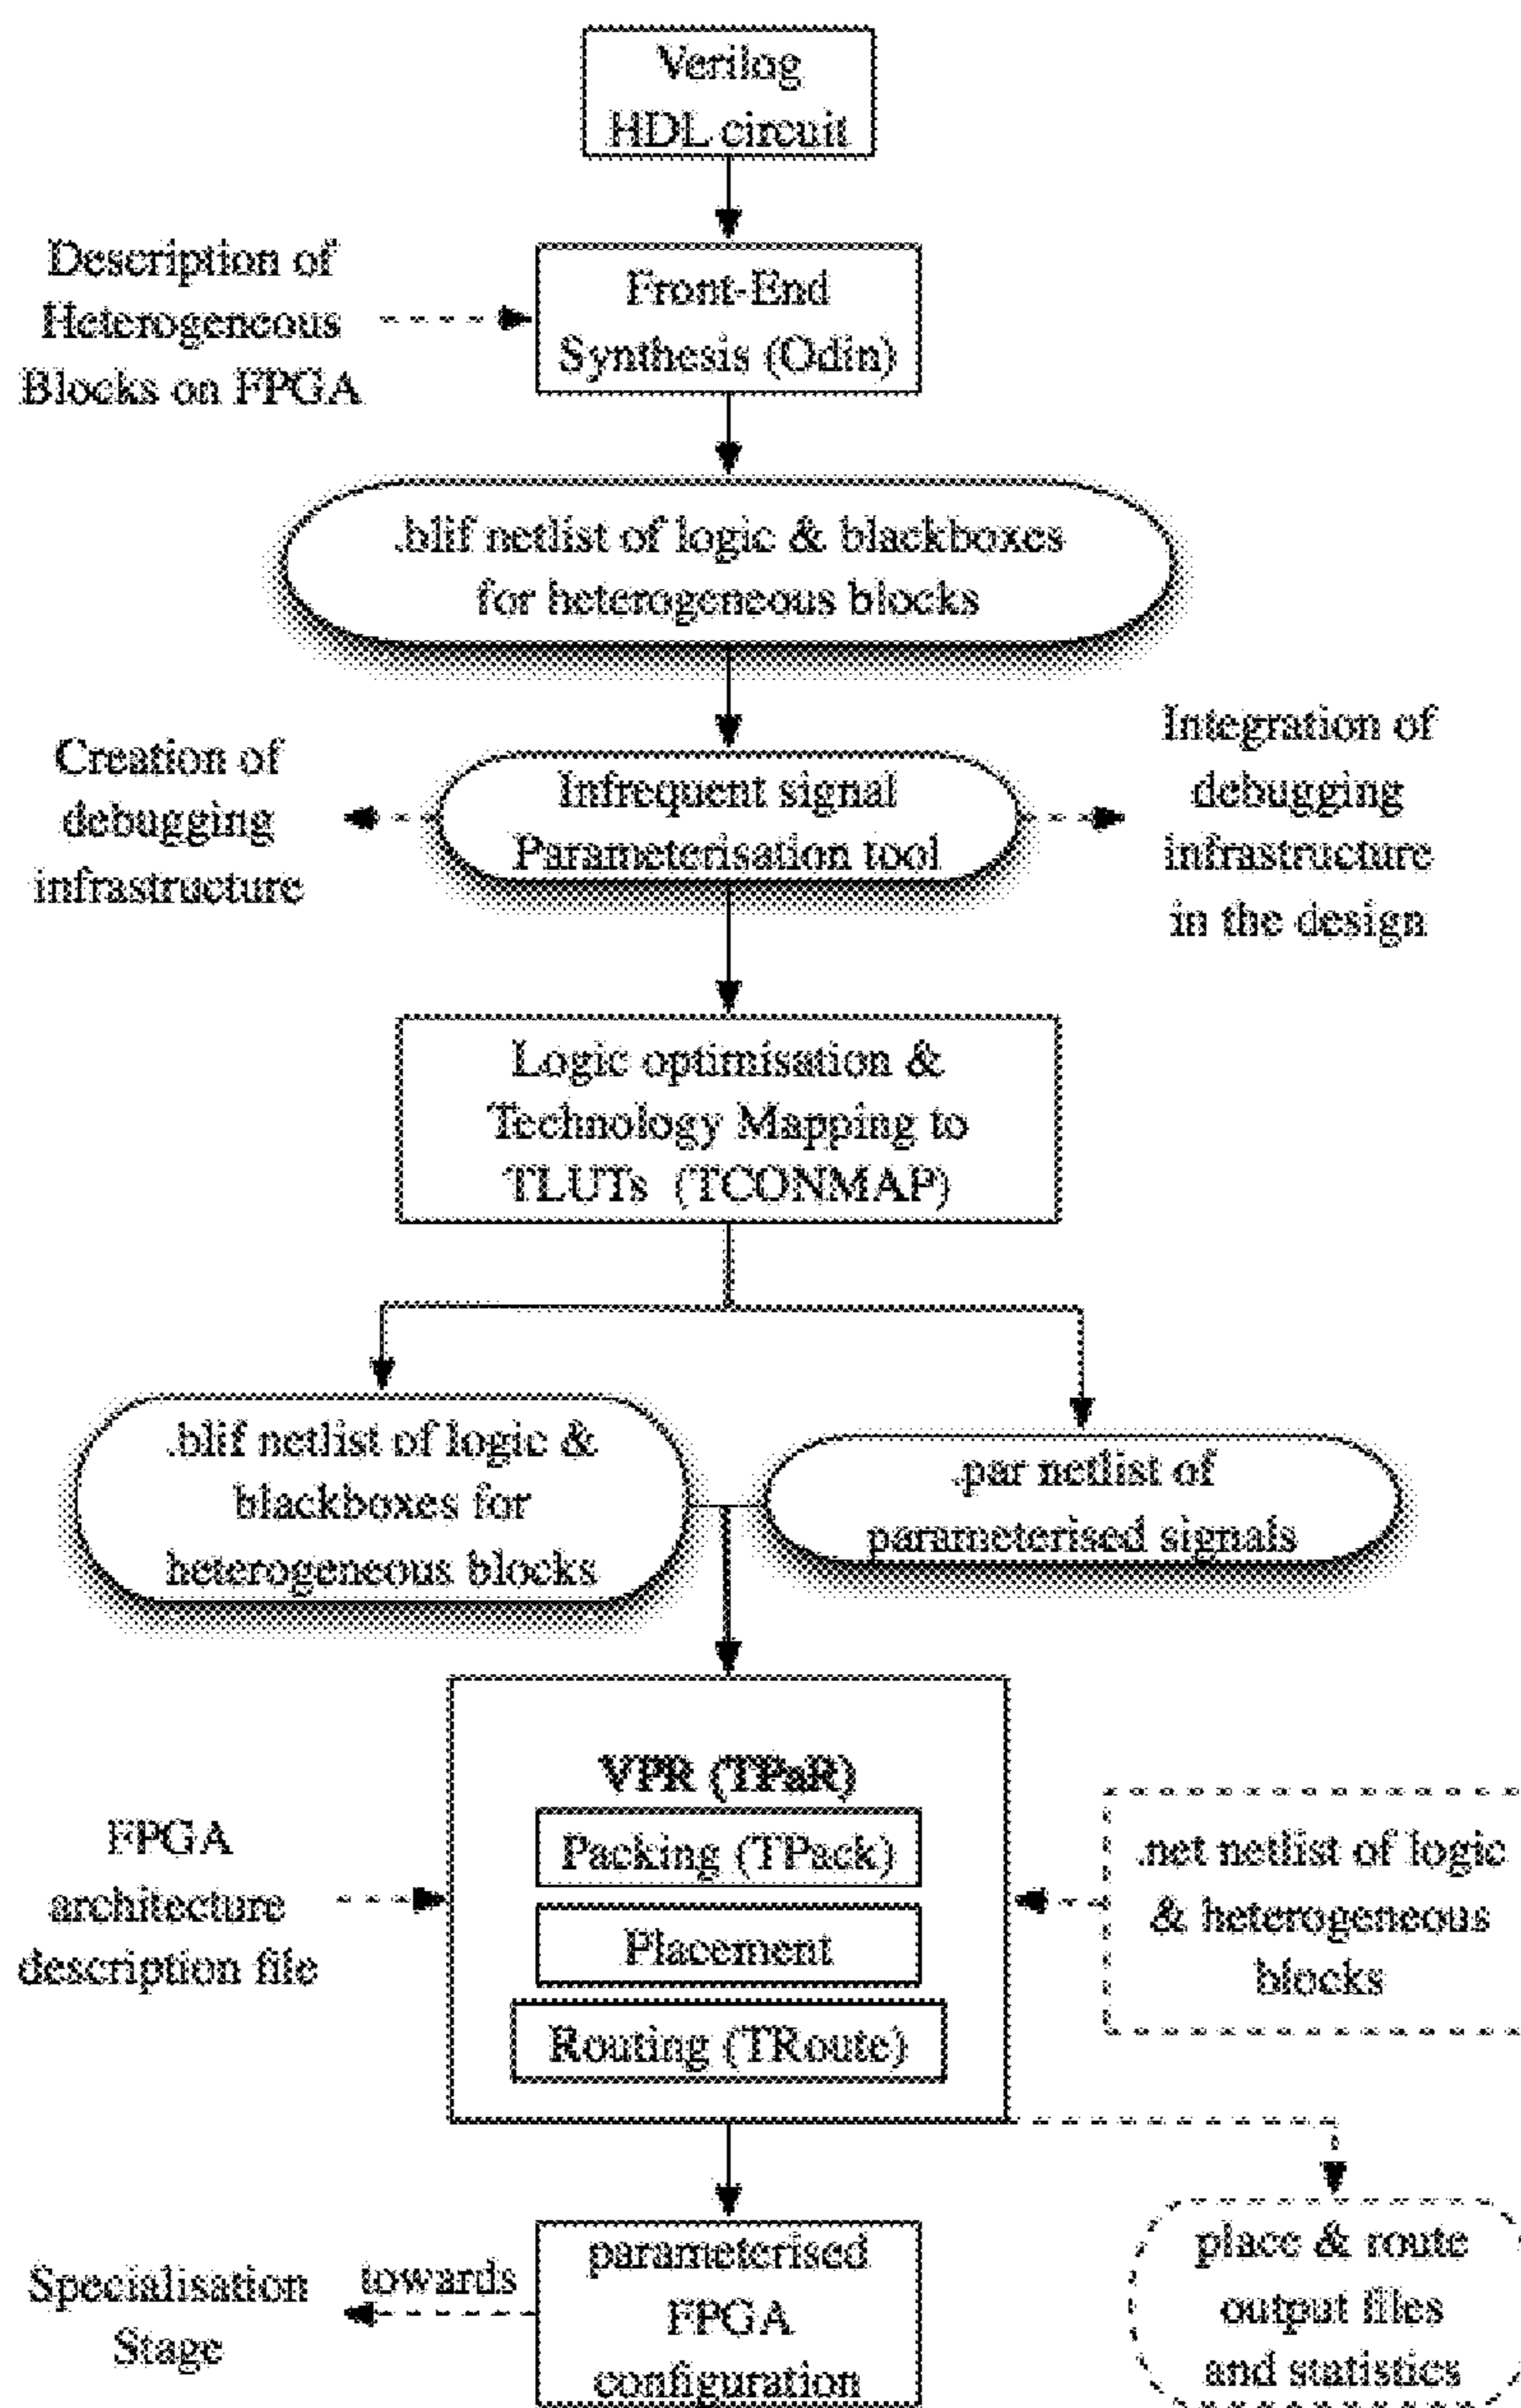 Verilog
HDL circuit
Description of
Heterogeneous
Blocks on FPGA
Front-End
Synthesis (Odin)
.blif netlist of logic & blackboxes
for heterogeneous blocks
Creation of
debugging
infrastructure
Infrequent signal
Parameterisation tool
Integration of
debugging
infrastructure
in the design
Logic optimisation &
Technology Mapping to
TLUTs (TCONMAP)
.blif netlist of logic &
blackboxes for
heterogeneous blocks
.par netlist of
parameterised signals
VPR (TPaR)
Packing (TPack)
Placement
Routing (TRoute)
FPGA
architecture
description file
.net netlist of logic
& heterogeneous
blocks
Specialisation
Stage
towards
parameterised
FPGA
configuration
place & route
output files
and statistics